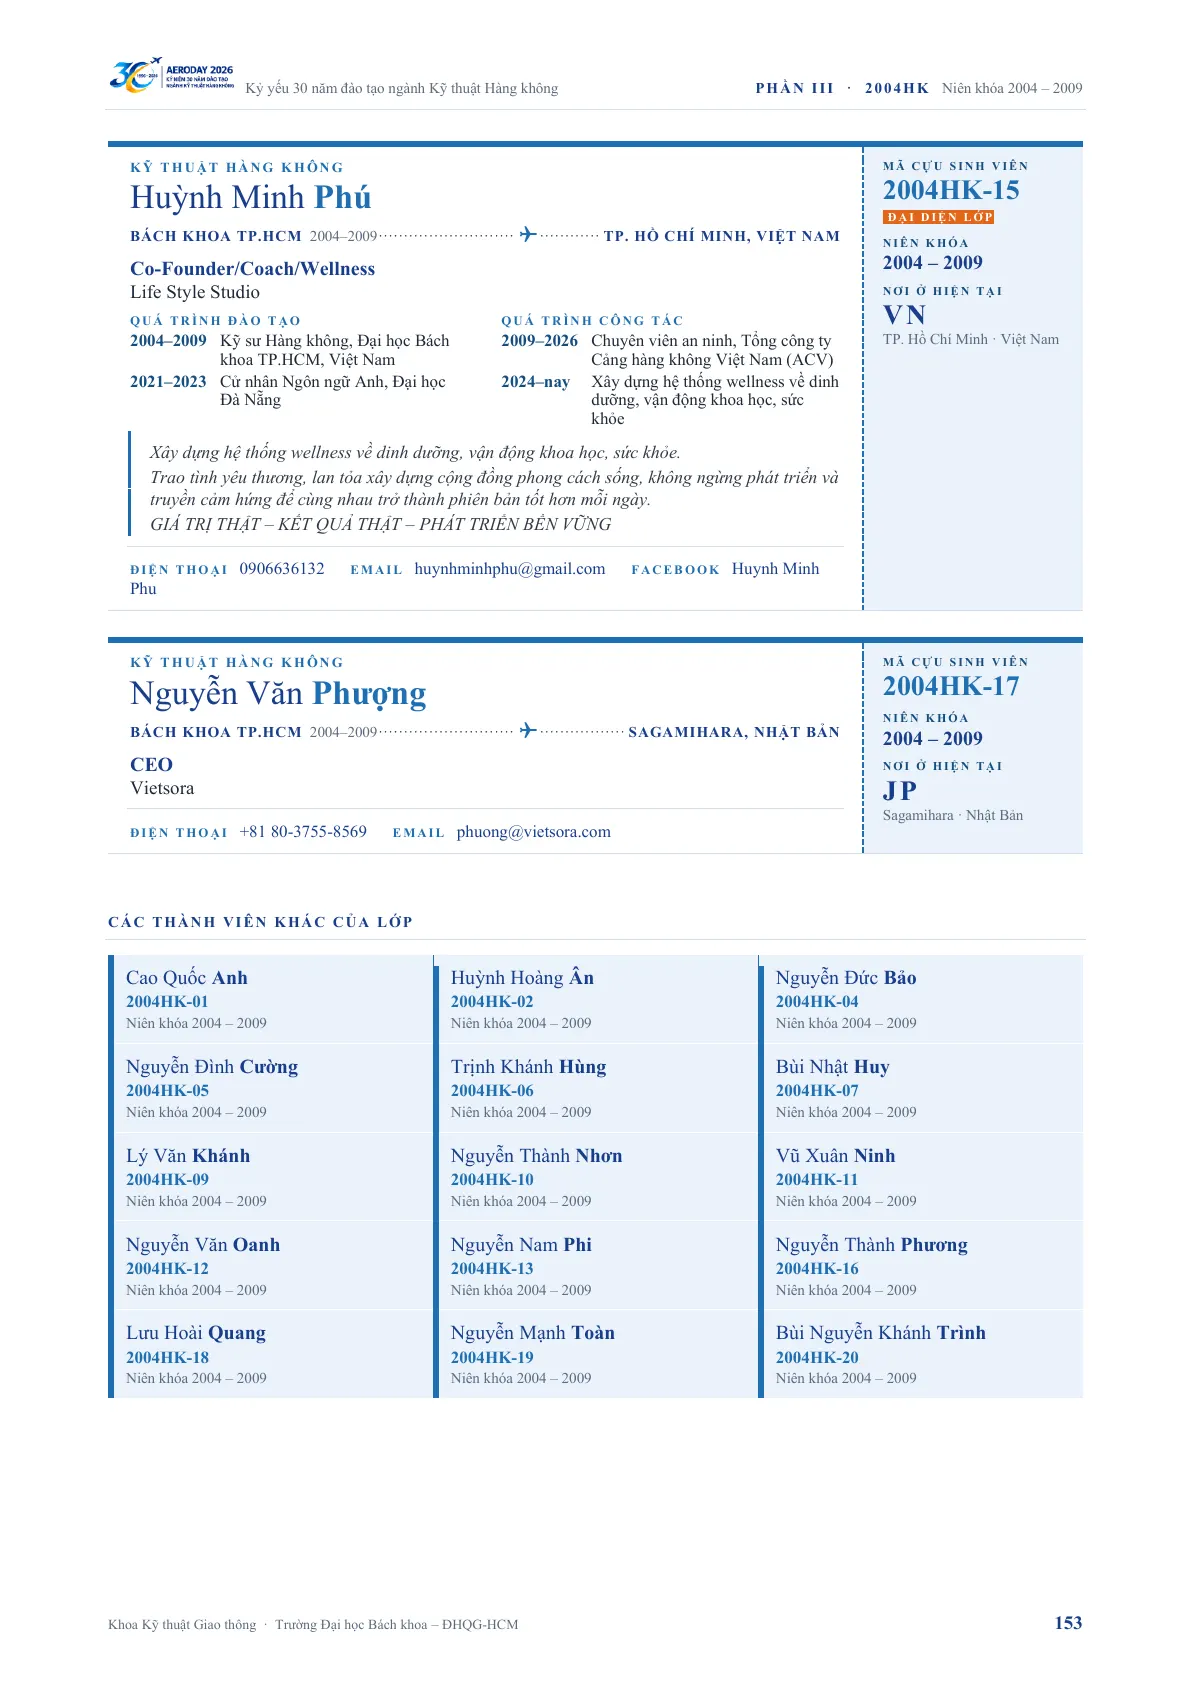 30 1996 - 2026 AERODAY 2026
KỶ NIỆM 30 NĂM ĐÀO TẠO
NGÀNH KỸ THUẬT HÀNG KHÔNG
Kỷ yếu 30 năm đào tạo ngành Kỹ thuật Hàng không
PHẦN III · 2004HK Niên khóa 2004 – 2009
KỸ THUẬT HÀNG KHÔNG
Huỳnh Minh Phú
BÁCH KHOA TP.HCM 2004–2009 TP. HỒ CHÍ MINH, VIỆT NAM
Co-Founder/Coach/Wellness
Life Style Studio
QUÁ TRÌNH ĐÀO TẠO
2004–2009 Kỹ sư Hàng không, Đại học Bách
khoa TP.HCM, Việt Nam
2021–2023 Cử nhân Ngôn ngữ Anh, Đại học
Đà Nẵng
QUÁ TRÌNH CÔNG TÁC
2009–2026 Chuyên viên an ninh, Tổng công ty
Cảng hàng không Việt Nam (ACV)
2024–nay Xây dựng hệ thống wellness về dinh
dưỡng, vận động khoa học, sức
khỏe
Xây dựng hệ thống wellness về dinh dưỡng, vận động khoa học, sức khỏe.
Trao tình yêu thương, lan tỏa xây dựng cộng đồng phong cách sống, không ngừng phát triển và
truyền cảm hứng để cùng nhau trở thành phiên bản tốt hơn mỗi ngày.
GIÁ TRỊ THẬT – KẾT QUẢ THẬT – PHÁT TRIỂN BỀN VỮNG
ĐIỆN THOẠI 0906636132 EMAIL huynhminhphu@gmail.com FACEBOOK Huynh Minh
Phu
MÃ CỰU SINH VIÊN
2004HK-15
ĐẠI DIỆN LỚP
NIÊN KHÓA
2004 – 2009
NƠI Ở HIỆN TẠI
VN
TP. Hồ Chí Minh · Việt Nam
KỸ THUẬT HÀNG KHÔNG
Nguyễn Văn Phượng
BÁCH KHOA TP.HCM 2004–2009 SAGAMIHARA, NHẬT BẢN
CEO
Vietsora
ĐIỆN THOẠI +81 80-3755-8569 EMAIL phuong@vietsora.com
MÃ CỰU SINH VIÊN
2004HK-17
NIÊN KHÓA
2004 – 2009
NƠI Ở HIỆN TẠI
JP
Sagamihara · Nhật Bản
CÁC THÀNH VIÊN KHÁC CỦA LỚP
Cao Quốc Anh
2004HK-01
Niên khóa 2004 – 2009
Huỳnh Hoàng Ân
2004HK-02
Niên khóa 2004 – 2009
Nguyễn Đức Bảo
2004HK-04
Niên khóa 2004 – 2009
Nguyễn Đình Cường
2004HK-05
Niên khóa 2004 – 2009
Trịnh Khánh Hùng
2004HK-06
Niên khóa 2004 – 2009
Bùi Nhật Huy
2004HK-07
Niên khóa 2004 – 2009
Lý Văn Khánh
2004HK-09
Niên khóa 2004 – 2009
Nguyễn Thành Nhơn
2004HK-10
Niên khóa 2004 – 2009
Vũ Xuân Ninh
2004HK-11
Niên khóa 2004 – 2009
Nguyễn Văn Oanh
2004HK-12
Niên khóa 2004 – 2009
Nguyễn Nam Phi
2004HK-13
Niên khóa 2004 – 2009
Nguyễn Thành Phương
2004HK-16
Niên khóa 2004 – 2009
Lưu Hoài Quang
2004HK-18
Niên khóa 2004 – 2009
Nguyễn Mạnh Toàn
2004HK-19
Niên khóa 2004 – 2009
Bùi Nguyễn Khánh Trình
2004HK-20
Niên khóa 2004 – 2009
Khoa Kỹ thuật Giao thông · Trường Đại học Bách khoa – ĐHQG-HCM
153